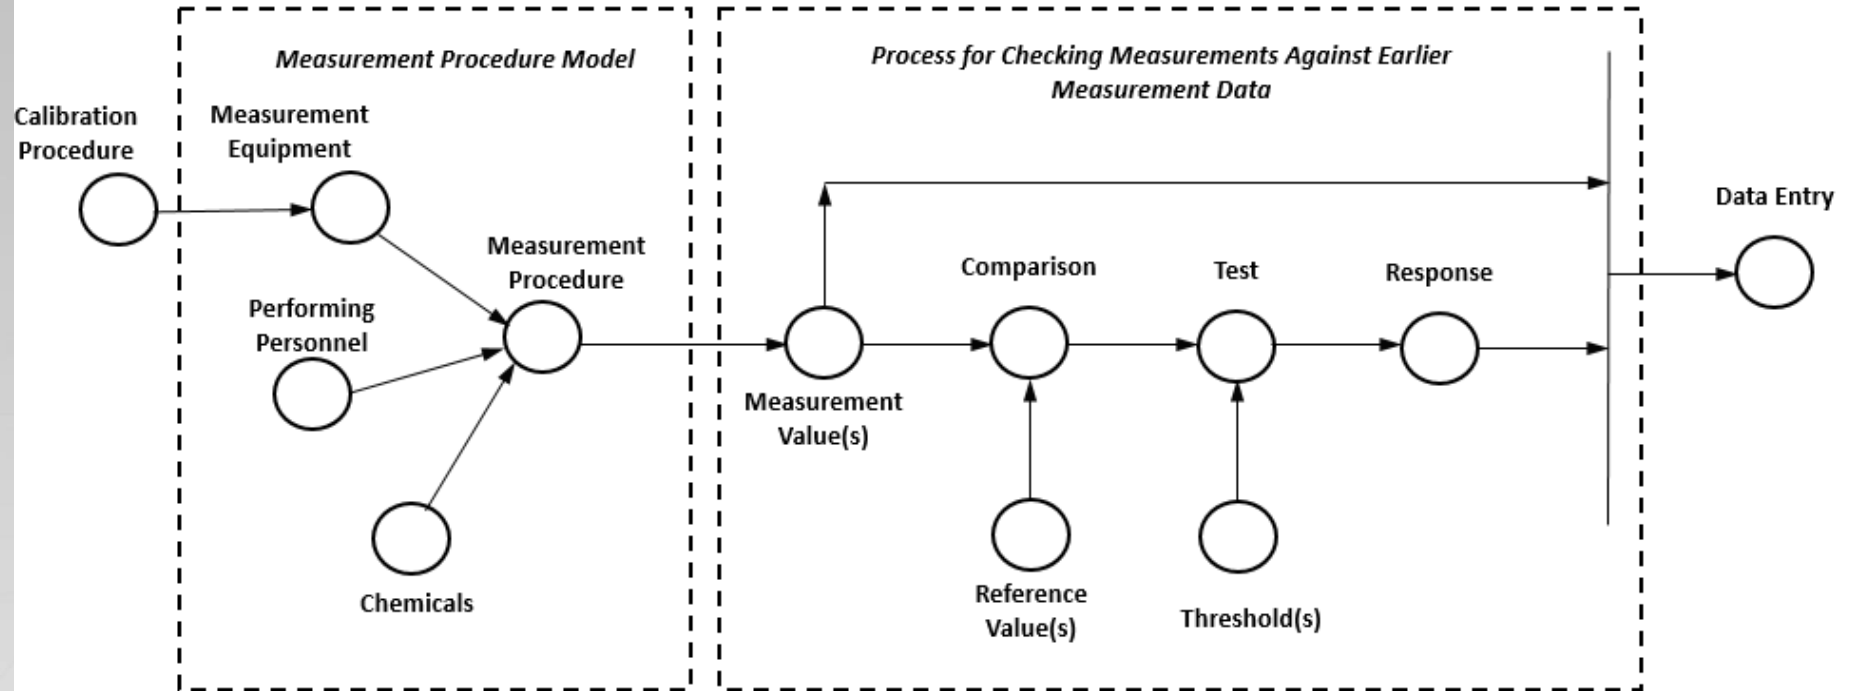 Measurement Procedure Model
Process for Checking Measurements Against Earlier
Measurement Data
Calibration
Procedure
Measurement
Equipment
Performing
Personnel
Measurement
Procedure
Chemicals
Measurement
Value(s)
Comparison
Test
Response
Reference
Value(s)
Threshold(s)
Data Entry